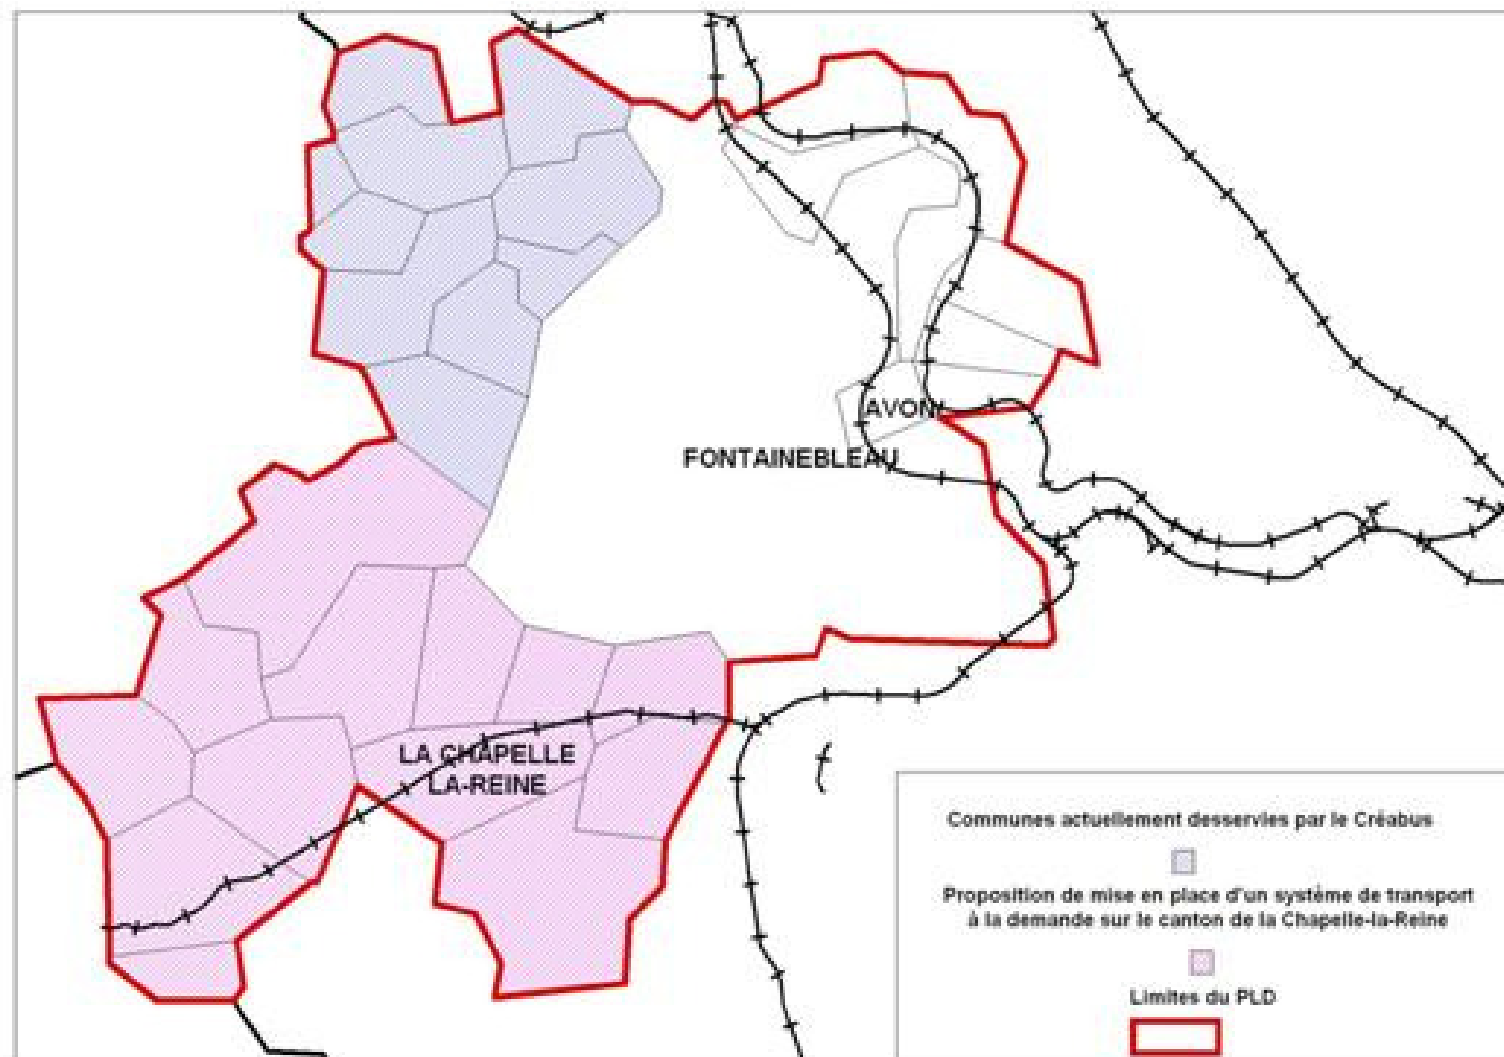 AVON
FONTAINEBLEAU
LA CHAPELLE
LA-REINE
Communes actuellement desservies par le Créabus
Proposition de mise en place d'un système de transport
à la demande sur le canton de la Chapelle-la-Reine
Limites du PLD